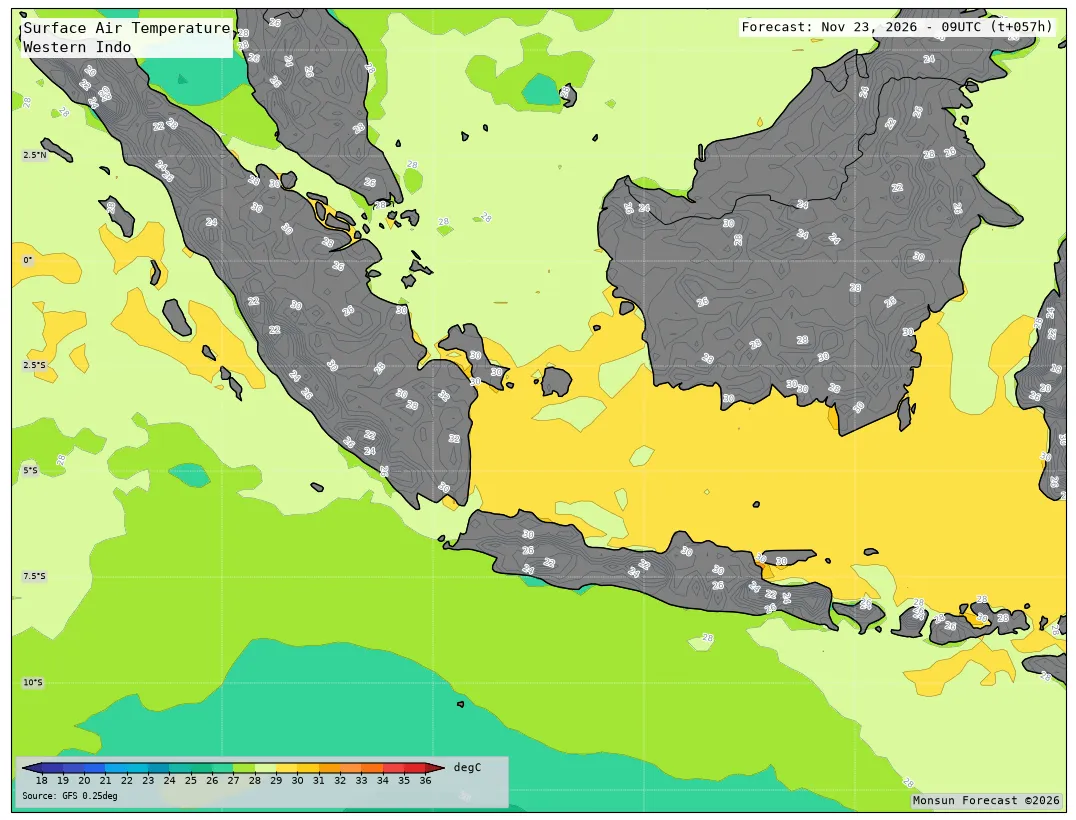 Surface Air Temperature
Western Indo
Forecast: Nov 23, 2026 - 09UTC (t+057h)
2.5°N
0°
2.5°S
5°S
7.5°S
10°S
degC
18 19 20 21 22 23 24 25 26 27 28 29 30 31 32 33 34 35 36
Source: GFS 0.25deg
Monsun Forecast ©2026